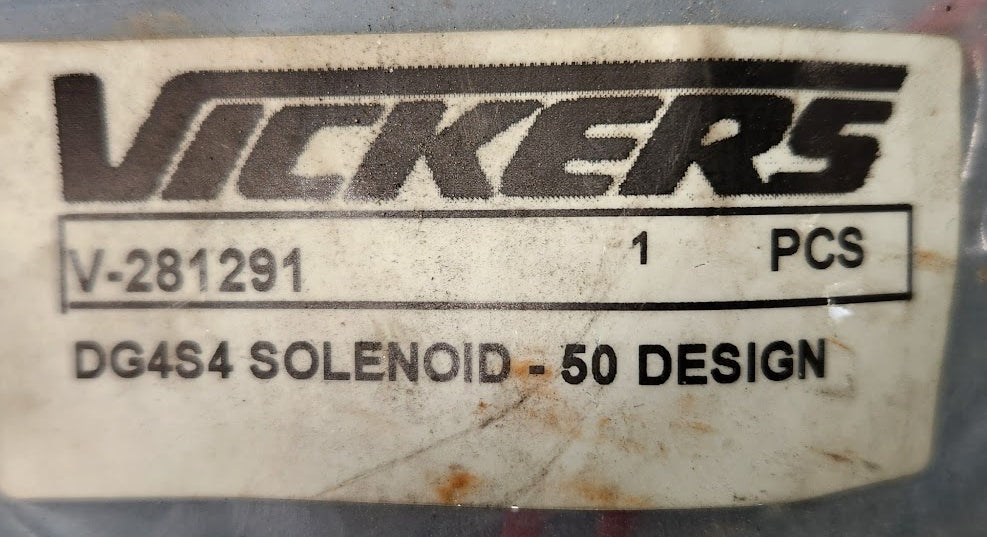 VICKERS
V-281291 1 PCS
DG4S4 SOLENOID - 50 DESIGN